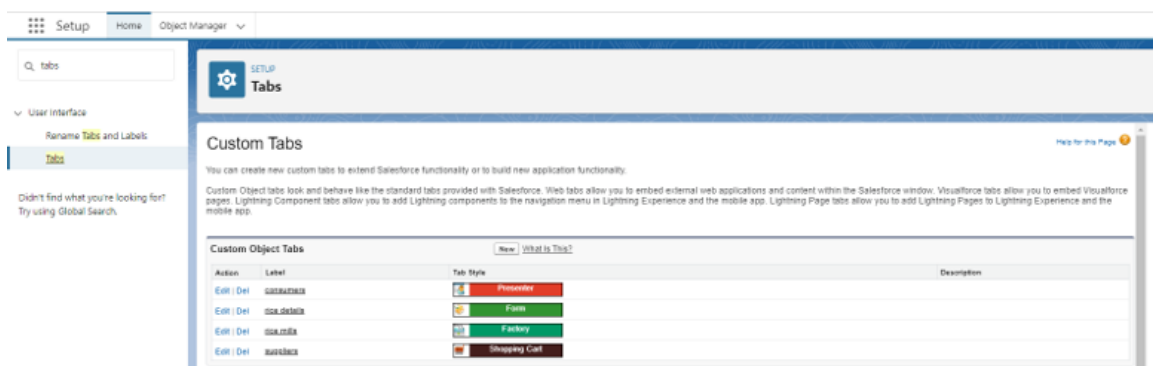 Setup Home Object Manager
tabs
SETUP
Tabs
User Interface
Rename Tabs and Labels
Tabs
Didn't find what you're looking for?
Try using Global Search.
Custom Tabs
Help for this Page
You can create new custom tabs to extend Salesforce functionality or to build new application functionality.
Custom Object tabs look and behave like the standard tabs provided with Salesforce. Web tabs allow you to embed external web applications and content within the Salesforce window. Visualforce tabs allow you to embed Visualforce
pages. Lightning Component tabs allow you to add Lightning components to the navigation menu in Lightning Experience and the mobile app. Lightning Page tabs allow you to add Lightning Pages to Lightning Experience and the
mobile app.
Custom Object Tabs New What Is This?
Action Label Tab Style Description
Edit | Del consumers Presenter
Edit | Del rice details Form
Edit | Del rice mills Factory
Edit | Del suppliers Shopping Cart